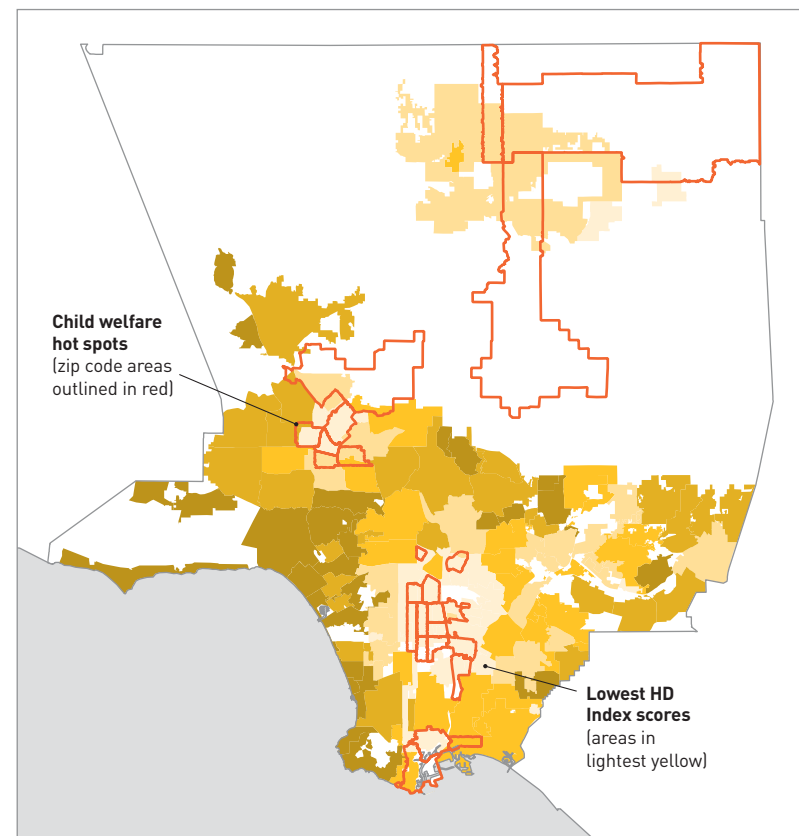 Child welfare
hot spots
(zip code areas
outlined in red)
Lowest HD
Index scores
(areas in
lightest yellow)